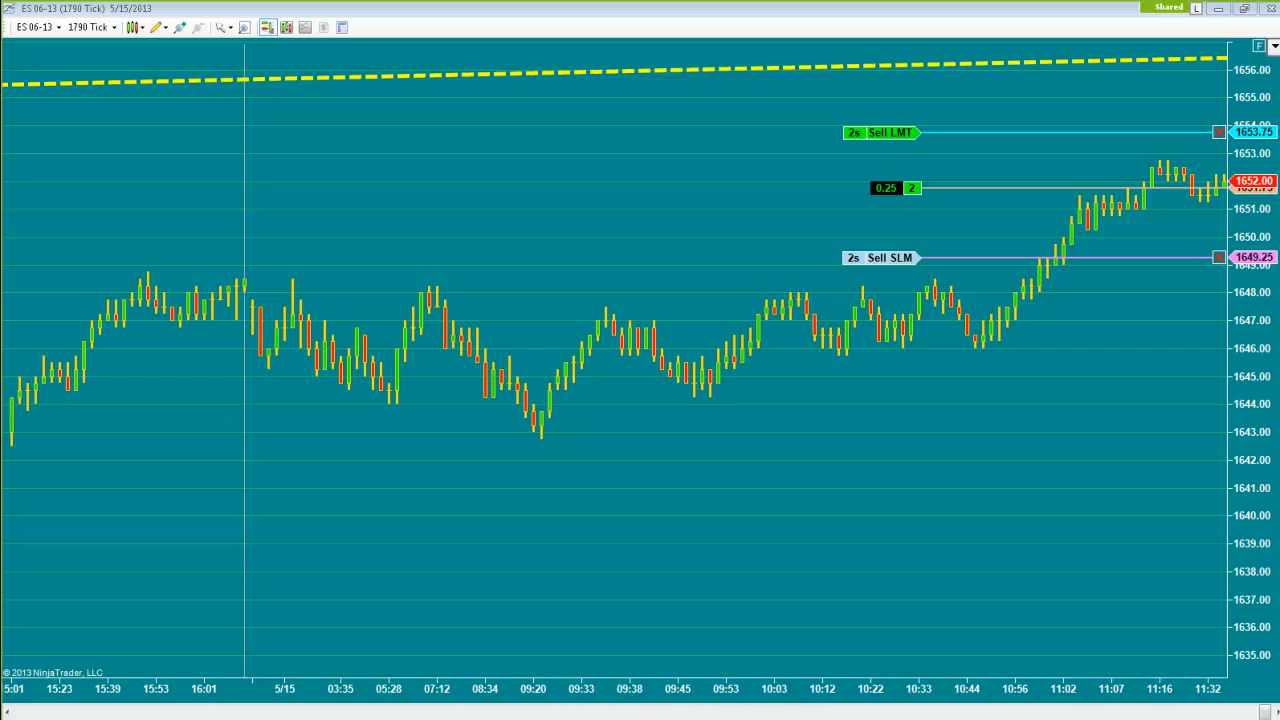 ES 06-13 (1790 Tick) 5/15/2013
Shared
L
ES 06-13
1790 Tick
F
1656.00
1655.00
1654.00
2s Sell LMT
1653.75
1653.00
1652.00
0.25 2
1651.75
1651.00
1650.00
2s Sell SLM
1649.25
1649.00
1648.00
1647.00
1646.00
1645.00
1644.00
1643.00
1642.00
1641.00
1640.00
1639.00
1638.00
1637.00
1636.00
1635.00
© 2013 NinjaTrader, LLC
5:01 15:23 15:39 15:53 16:01 5/15 03:35 05:28 07:12 08:34 09:20 09:33 09:38 09:45 09:53 10:03 10:12 10:22 10:33 10:44 10:56 11:02 11:07 11:16 11:32